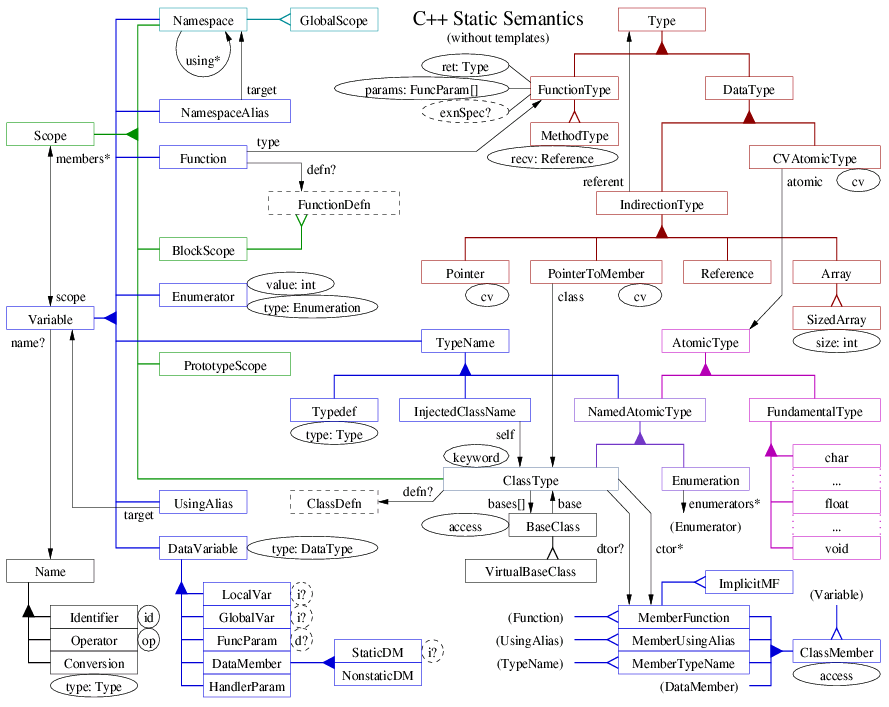 C++ Static Semantics
(without templates)
Namespace
GlobalScope
Type
using*
ret: Type
params: FuncParam[]
exnSpec?
FunctionType
DataType
target
NamespaceAlias
Scope
members*
Function
type
defn?
MethodType
recv: Reference
CVAtomicType
cv
atomic
referent
FunctionDefn
IndirectionType
BlockScope
Pointer
cv
PointerToMember
cv
class
Reference
Array
SizedArray
size: int
Enumerator
value: int
type: Enumeration
scope
Variable
name?
TypeName
AtomicType
PrototypeScope
Typedef
type: Type
InjectedClassName
self
NamedAtomicType
FundamentalType
keyword
ClassType
defn?
ClassDefn
bases[]
base
access
BaseClass
VirtualBaseClass
Enumeration
enumerators*
(Enumerator)
char
...
float
...
void
UsingAlias
target
DataVariable
type: DataType
dtor?
ctor*
Name
Identifier
id
Operator
op
Conversion
type: Type
LocalVar
i?
GlobalVar
i?
FuncParam
d?
DataMember
HandlerParam
StaticDM
i?
NonstaticDM
ImplicitMF
(Variable)
(Function)
MemberFunction
(UsingAlias)
MemberUsingAlias
(TypeName)
MemberTypeName
(DataMember)
ClassMember
access